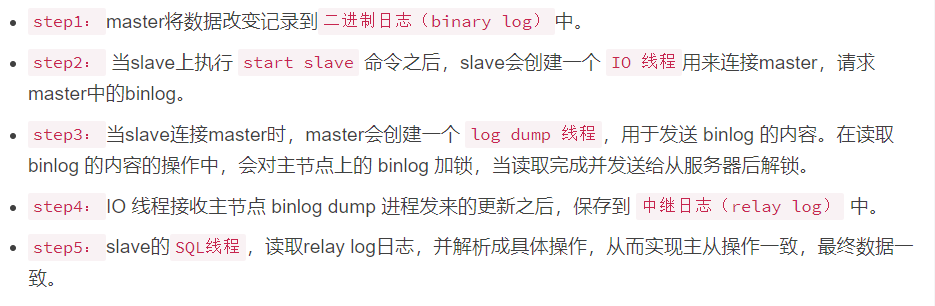 step1： master将数据改变记录到 二进制日志（binary log） 中。
step2： 当slave上执行 start slave 命令之后，slave会创建一个 IO 线程 用来连接master，请求
master中的binlog。
step3： 当slave连接master时，master会创建一个 log dump 线程 ，用于发送 binlog 的内容。在读取
binlog 的内容的操作中，会对主节点上的 binlog 加锁，当读取完成并发送给从服务器后解锁。
step4： IO 线程接收主节点 binlog dump 进程发来的更新之后，保存到 中继日志（relay log） 中。
step5： slave的 SQL线程 ，读取relay log日志，并解析成具体操作，从而实现主从操作一致，最终数据一
致。